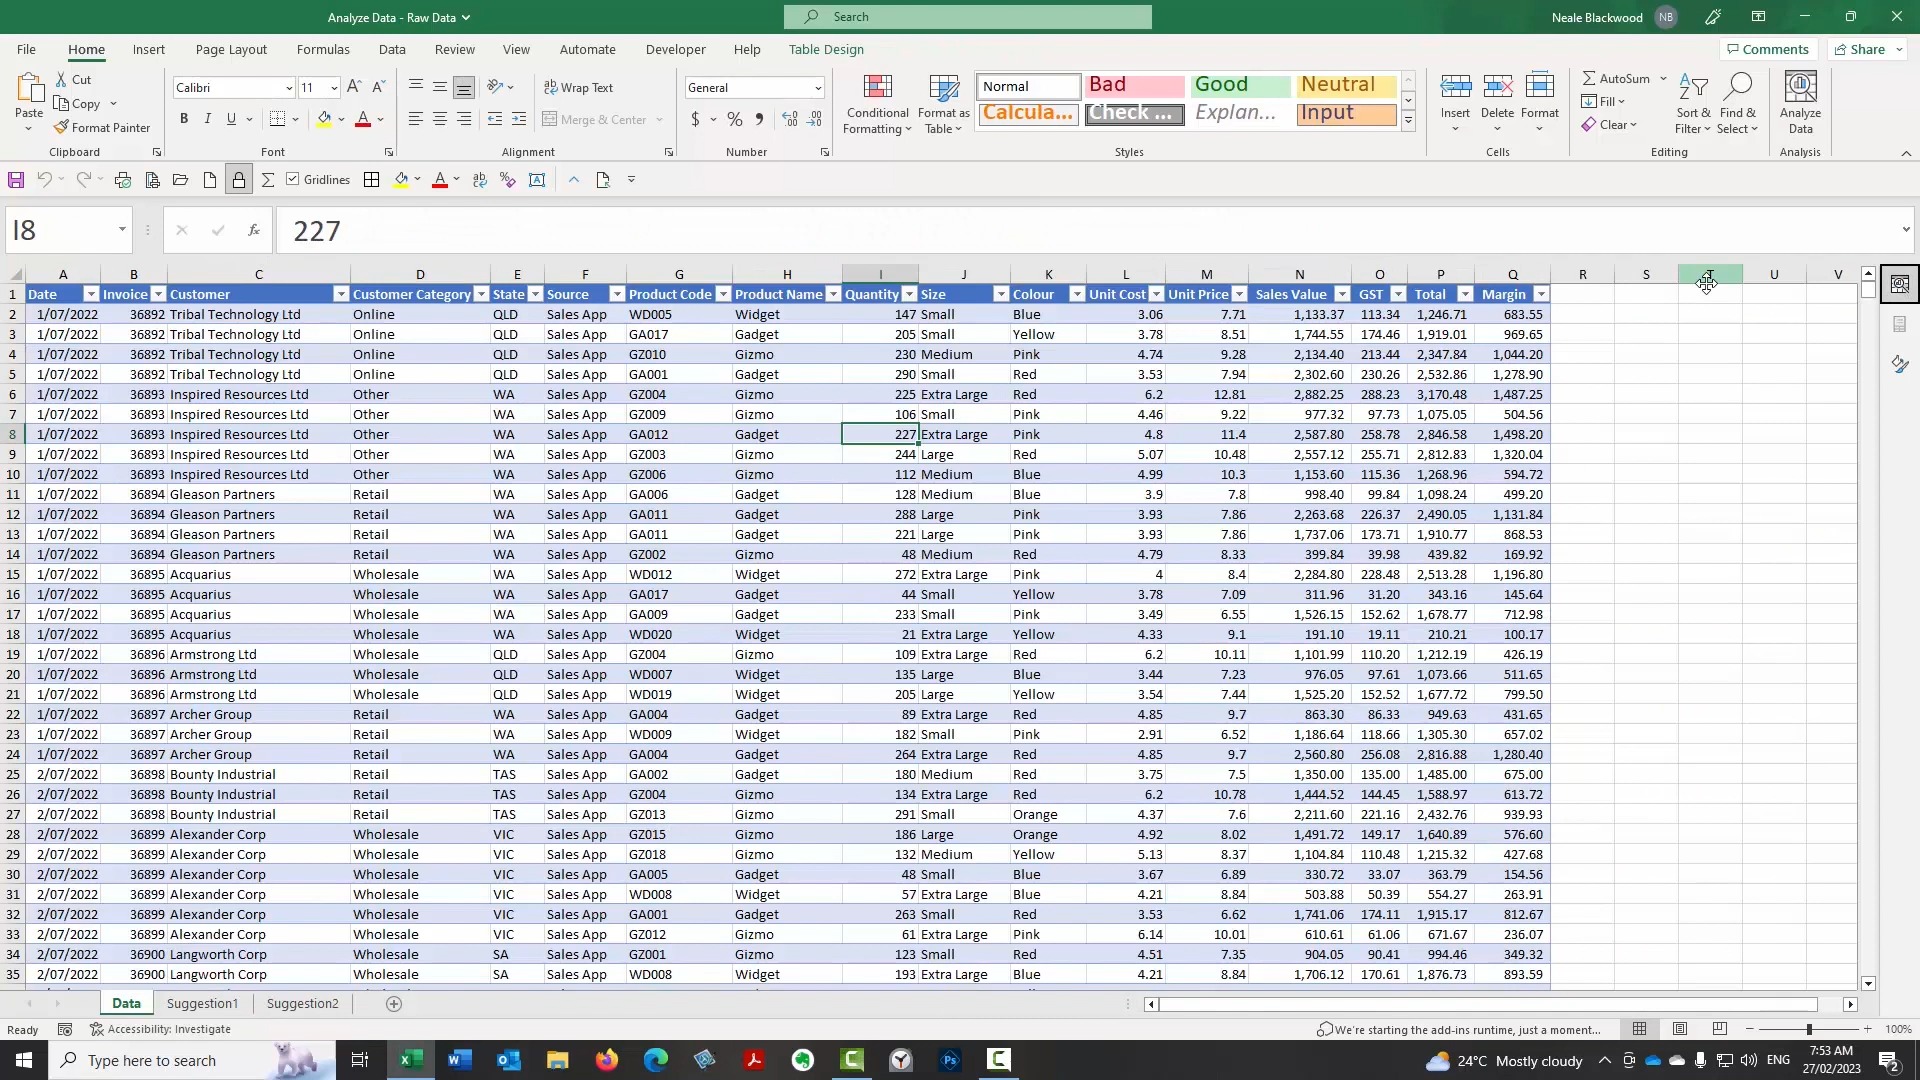 Analyze Data - Raw Data
Search
Neale Blackwood NB
File Home Insert Page Layout Formulas Data Review View Automate Developer Help Table Design Comments Share
Paste Cut Copy Format Painter Clipboard
Calibri 11 B I U Font
Wrap Text Merge & Center Alignment
General $ % Number
Conditional Formatting Format as Table
Normal Bad Good Neutral
Calcula... Check ... Explan... Input
Styles
Insert Delete Format Cells
AutoSum Fill Clear Sort & Filter Find & Select Editing
Analyze Data Analysis
Gridlines
I8 fx 227
A B C D E F G H I J K L M N O P Q R S T U V
1 Date Invoice Customer Customer Category State Source Product Code Product Name Quantity Size Colour Unit Cost Unit Price Sales Value GST Total Margin
2 1/07/2022 36892 Tribal Technology Ltd Online QLD Sales App WD005 Widget 147 Small Blue 3.06 7.71 1,133.37 113.34 1,246.71 683.55
3 1/07/2022 36892 Tribal Technology Ltd Online QLD Sales App GA017 Gadget 205 Small Yellow 3.78 8.51 1,744.55 174.46 1,919.01 969.65
4 1/07/2022 36892 Tribal Technology Ltd Online QLD Sales App GZ010 Gizmo 230 Medium Pink 4.74 9.28 2,134.40 213.44 2,347.84 1,044.20
5 1/07/2022 36892 Tribal Technology Ltd Online QLD Sales App GA001 Gadget 290 Small Red 3.53 7.94 2,302.60 230.26 2,532.86 1,278.90
6 1/07/2022 36893 Inspired Resources Ltd Other WA Sales App GZ004 Gizmo 225 Extra Large Red 6.2 12.81 2,882.25 288.23 3,170.48 1,487.25
7 1/07/2022 36893 Inspired Resources Ltd Other WA Sales App GZ009 Gizmo 106 Small Pink 4.46 9.22 977.32 97.73 1,075.05 504.56
8 1/07/2022 36893 Inspired Resources Ltd Other WA Sales App GA012 Gadget 227 Extra Large Pink 4.8 11.4 2,587.80 258.78 2,846.58 1,498.20
9 1/07/2022 36893 Inspired Resources Ltd Other WA Sales App GZ003 Gizmo 244 Large Red 5.07 10.48 2,557.12 255.71 2,812.83 1,320.04
10 1/07/2022 36893 Inspired Resources Ltd Other WA Sales App GZ006 Gizmo 112 Medium Blue 4.99 10.3 1,153.60 115.36 1,268.96 594.72
11 1/07/2022 36894 Gleason Partners Retail WA Sales App GA006 Gadget 128 Medium Blue 3.9 7.8 998.40 99.84 1,098.24 499.20
12 1/07/2022 36894 Gleason Partners Retail WA Sales App GA011 Gadget 288 Large Pink 3.93 7.86 2,263.68 226.37 2,490.05 1,131.84
13 1/07/2022 36894 Gleason Partners Retail WA Sales App GA011 Gadget 221 Large Pink 3.93 7.86 1,737.06 173.71 1,910.77 868.53
14 1/07/2022 36894 Gleason Partners Retail WA Sales App GZ002 Gizmo 48 Medium Red 4.79 8.33 399.84 39.98 439.82 169.92
15 1/07/2022 36895 Acquarius Wholesale WA Sales App WD012 Widget 272 Extra Large Pink 4 8.4 2,284.80 228.48 2,513.28 1,196.80
16 1/07/2022 36895 Acquarius Wholesale WA Sales App GA017 Gadget 44 Small Yellow 3.78 7.09 311.96 31.20 343.16 145.64
17 1/07/2022 36895 Acquarius Wholesale WA Sales App GA009 Gadget 233 Small Pink 3.49 6.55 1,526.15 152.62 1,678.77 712.98
18 1/07/2022 36895 Acquarius Wholesale WA Sales App WD020 Widget 21 Extra Large Yellow 4.33 9.1 191.10 19.11 210.21 100.17
19 1/07/2022 36896 Armstrong Ltd Wholesale QLD Sales App GZ004 Gizmo 109 Extra Large Red 6.2 10.11 1,101.99 110.20 1,212.19 426.19
20 1/07/2022 36896 Armstrong Ltd Wholesale QLD Sales App WD007 Widget 135 Large Blue 3.44 7.23 976.05 97.61 1,073.66 511.65
21 1/07/2022 36896 Armstrong Ltd Wholesale QLD Sales App WD019 Widget 205 Large Yellow 3.54 7.44 1,525.20 152.52 1,677.72 799.50
22 1/07/2022 36897 Archer Group Retail WA Sales App GA004 Gadget 89 Extra Large Red 4.85 9.7 863.30 86.33 949.63 431.65
23 1/07/2022 36897 Archer Group Retail WA Sales App WD009 Widget 182 Small Pink 2.91 6.52 1,186.64 118.66 1,305.30 657.02
24 1/07/2022 36897 Archer Group Retail WA Sales App GA004 Gadget 264 Extra Large Red 4.85 9.7 2,560.80 256.08 2,816.88 1,280.40
25 2/07/2022 36898 Bounty Industrial Retail TAS Sales App GA002 Gadget 180 Medium Red 3.75 7.5 1,350.00 135.00 1,485.00 675.00
26 2/07/2022 36898 Bounty Industrial Retail TAS Sales App GZ004 Gizmo 134 Extra Large Red 6.2 10.78 1,444.52 144.45 1,588.97 613.72
27 2/07/2022 36898 Bounty Industrial Retail TAS Sales App GZ013 Gizmo 291 Small Orange 4.37 7.6 2,211.60 221.16 2,432.76 939.93
28 2/07/2022 36899 Alexander Corp Wholesale VIC Sales App GZ015 Gizmo 186 Large Orange 4.92 8.02 1,491.72 149.17 1,640.89 576.60
29 2/07/2022 36899 Alexander Corp Wholesale VIC Sales App GZ018 Gizmo 132 Medium Yellow 5.13 8.37 1,104.84 110.48 1,215.32 427.68
30 2/07/2022 36899 Alexander Corp Wholesale VIC Sales App GA005 Gadget 48 Small Blue 3.67 6.89 330.72 33.07 363.79 154.56
31 2/07/2022 36899 Alexander Corp Wholesale VIC Sales App WD008 Widget 57 Extra Large Blue 4.21 8.84 503.88 50.39 554.27 263.91
32 2/07/2022 36899 Alexander Corp Wholesale VIC Sales App GA001 Gadget 263 Small Red 3.53 6.62 1,741.06 174.11 1,915.17 812.67
33 2/07/2022 36899 Alexander Corp Wholesale VIC Sales App GZ012 Gizmo 61 Extra Large Red 6.14 10.01 610.61 61.06 671.67 236.07
34 2/07/2022 36900 Langworth Corp Wholesale SA Sales App GZ001 Gizmo 123 Small Red 4.51 7.35 904.05 90.41 994.46 349.32
35 2/07/2022 36900 Langworth Corp Wholesale SA Sales App WD008 Widget 193 Extra Large Blue 4.21 8.84 1,706.12 170.61 1,876.73 893.59
Data Suggestion1 Suggestion2
Ready Accessibility: Investigate We're starting the add-ins runtime, just a moment... 100%
Type here to search 24°C Mostly cloudy ENG 7:53 AM
27/02/2023 2